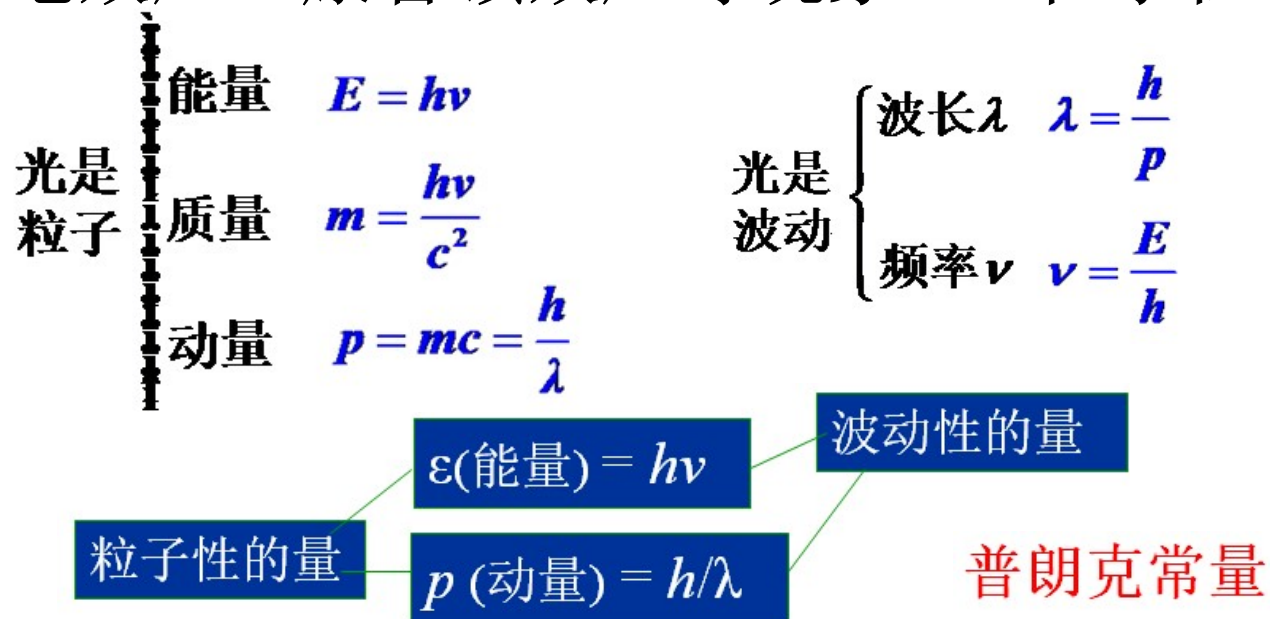 能量 E = hν
光是
粒子
质量 m = hν/c²
动量 p = mc = h/λ
光是
波动
波长λ λ = h/p
频率ν ν = E/h
ε(能量) = hν
波动性的量
粒子性的量
p (动量) = h/λ
普朗克常量